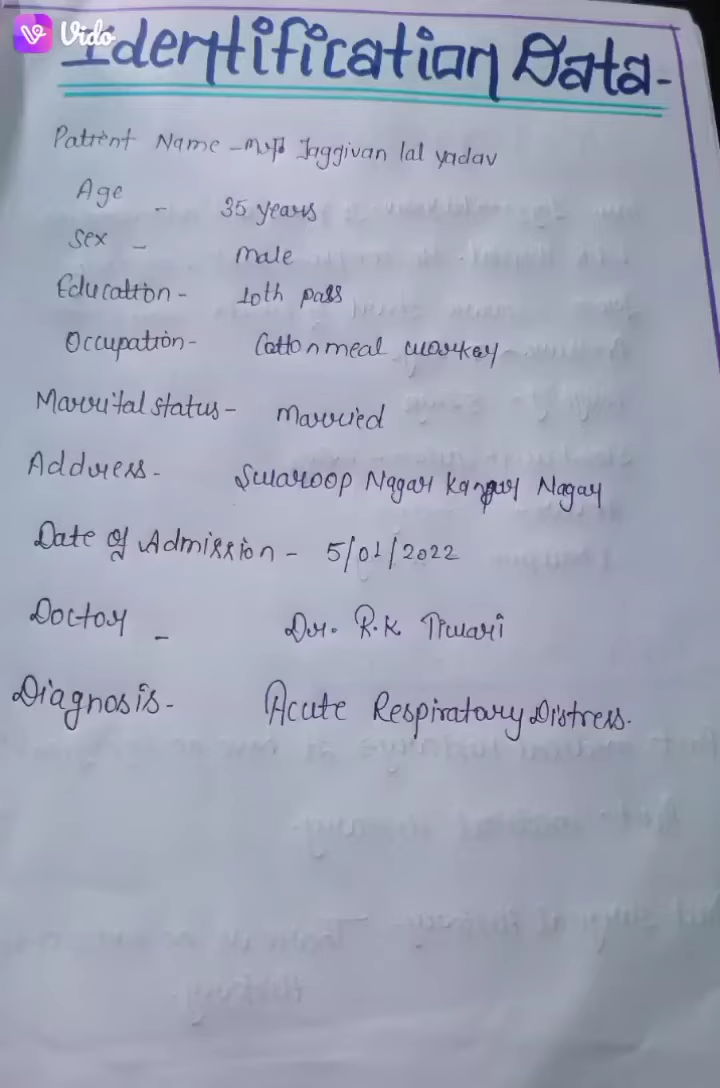 Vido
Identification Data-
Patient Name - Jaggivan lal yadav
Age - 35 years
Sex - Male
Education - 10th pass
Occupation - Cotton meal worker
Marrital status - Married
Address - Swaroop Nagar Kanpur Nagar
Date of Admission - 5/01/2022
Doctor - Dr. R.K Tiwari
Diagnosis - Acute Respiratory Distress.